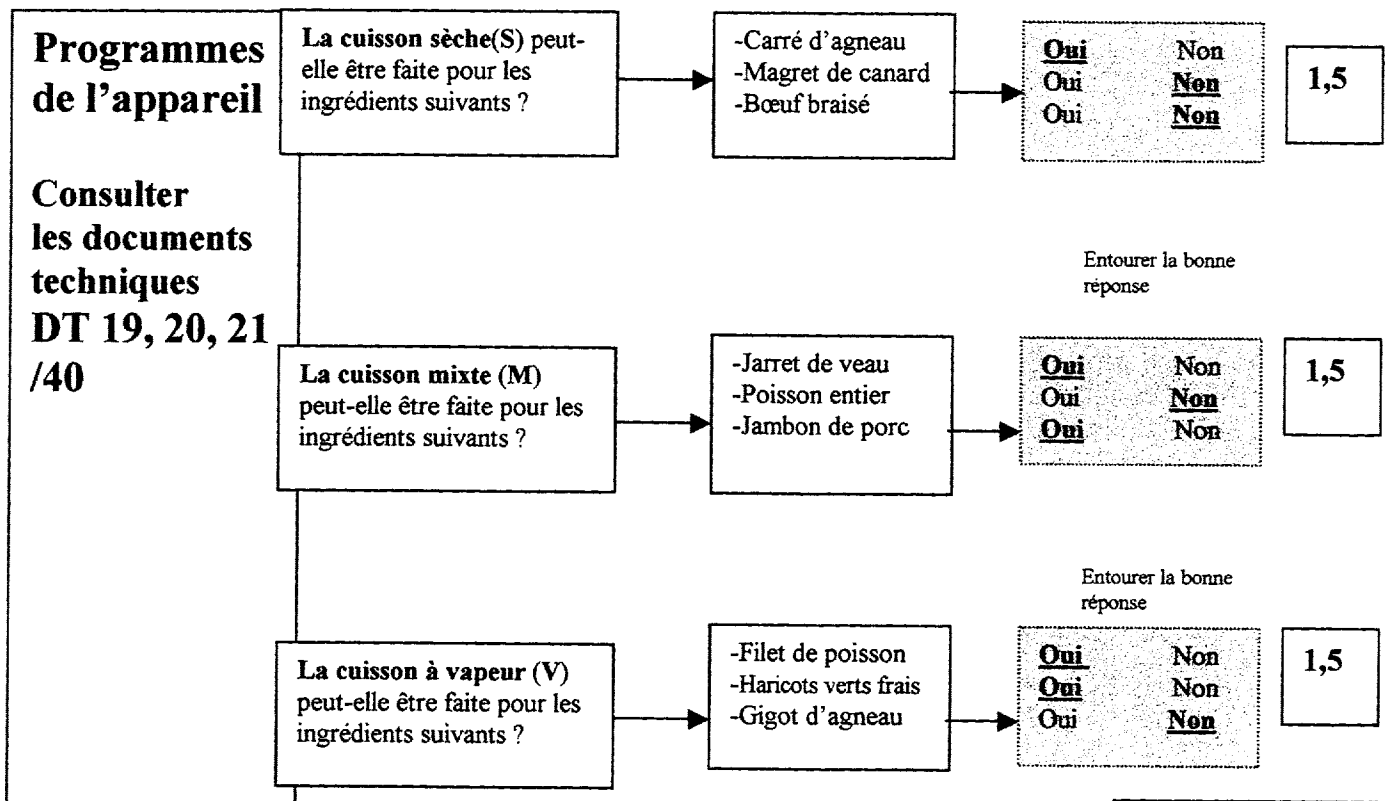 Programmes
de l'appareil
Consulter
les documents
techniques
DT 19, 20, 21
/40
La cuisson sèche(S) peut-
elle être faite pour les
ingrédients suivants ?
-Carré d'agneau
-Magret de canard
-Bœuf braisé
Oui Non
Oui Non
Oui Non
1,5
Entourer la bonne
réponse
La cuisson mixte (M)
peut-elle être faite pour les
ingrédients suivants ?
-Jarret de veau
-Poisson entier
-Jambon de porc
Oui Non
Oui Non
Oui Non
1,5
Entourer la bonne
réponse
La cuisson à vapeur (V)
peut-elle être faite pour les
ingrédients suivants ?
-Filet de poisson
-Haricots verts frais
-Gigot d'agneau
Oui Non
Oui Non
Oui Non
1,5